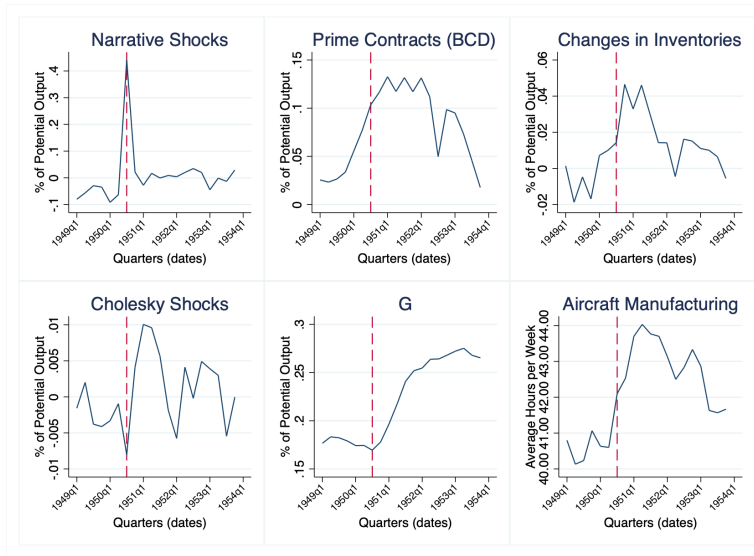 Narrative Shocks
% of Potential Output
-.1 0 .1 .2 .3 .4
1949q1 1950q1 1951q1 1952q1 1953q1 1954q1
Quarters (dates)
Prime Contracts (BCD)
% of Potential Output
0 .05 .1 .15
1949q1 1950q1 1951q1 1952q1 1953q1 1954q1
Quarters (dates)
Changes in Inventories
% of Potential Output
-.02 0 .02 .04 .06
1949q1 1950q1 1951q1 1952q1 1953q1 1954q1
Quarters (dates)
Cholesky Shocks
% of Potential Output
-.01 -.005 0 .005 .01
1949q1 1950q1 1951q1 1952q1 1953q1 1954q1
Quarters (dates)
G
% of Potential Output
.15 .2 .25 .3
1949q1 1950q1 1951q1 1952q1 1953q1 1954q1
Quarters (dates)
Aircraft Manufacturing
Average Hours per Week
40.00 41.00 42.00 43.00 44.00
1949q1 1950q1 1951q1 1952q1 1953q1 1954q1
Quarters (dates)